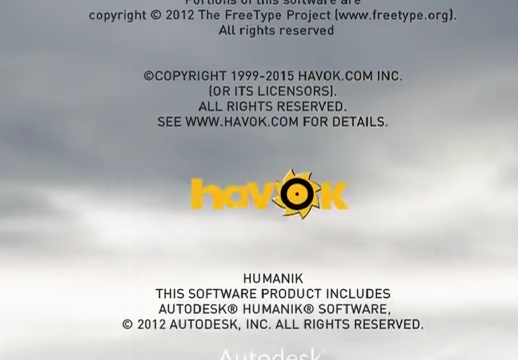 Portions of this software are
copyright © 2012 The FreeType Project (www.freetype.org).
All rights reserved
©COPYRIGHT 1999-2015 HAVOK.COM INC.
(OR ITS LICENSORS).
ALL RIGHTS RESERVED.
SEE WWW.HAVOK.COM FOR DETAILS.
havok
HUMANIK
THIS SOFTWARE PRODUCT INCLUDES
AUTODESK® HUMANIK® SOFTWARE,
© 2012 AUTODESK, INC. ALL RIGHTS RESERVED.
Autodesk